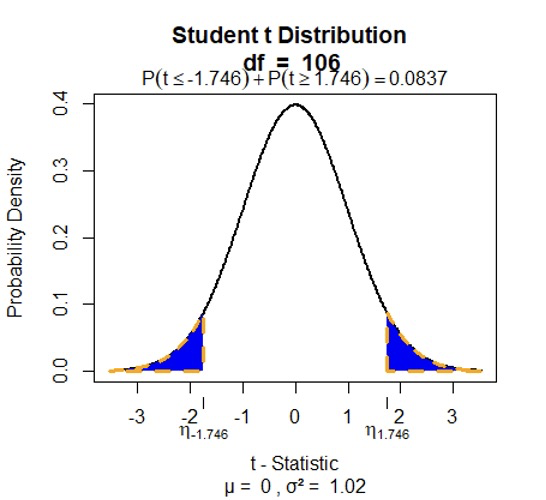 Student t Distribution
df = 106
P(t ≤ -1.746) + P(t ≥ 1.746) = 0.0837
Probability Density
0.4
0.3
0.2
0.1
0.0
-3 -2 -1 0 1 2 3
η-1.746 η1.746
t - Statistic
μ = 0 , σ² = 1.02